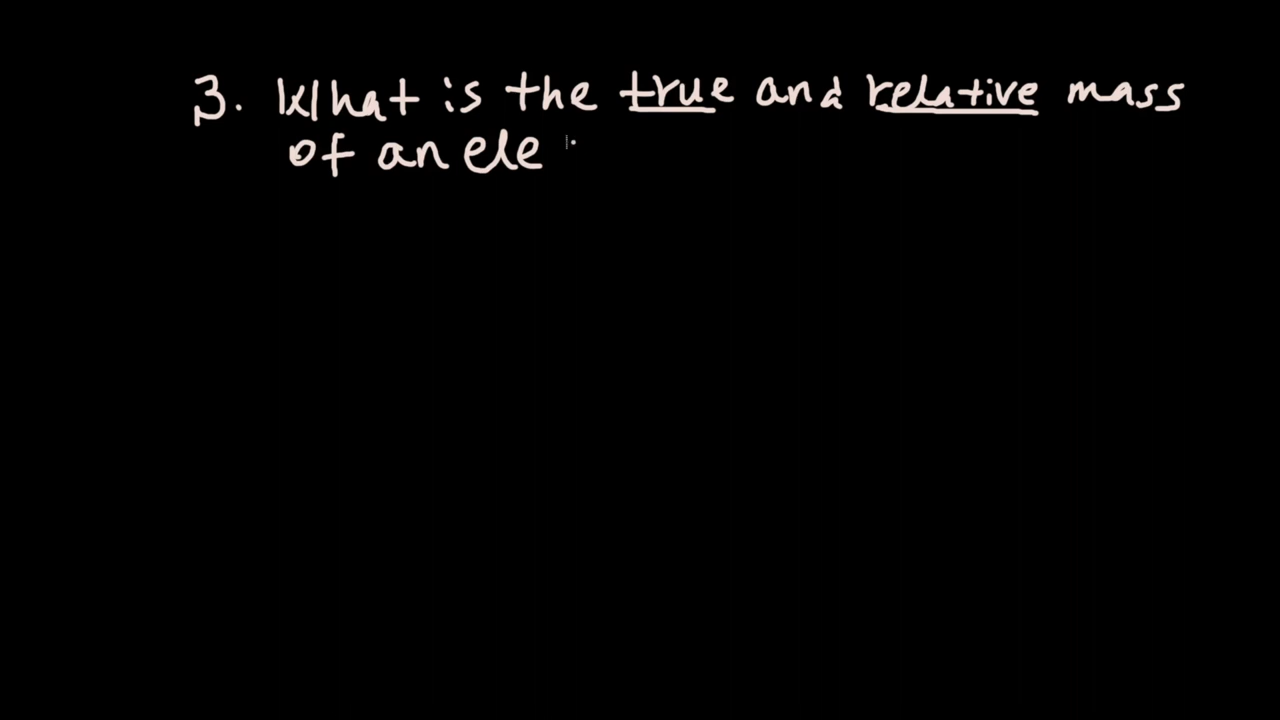 3. What is the true and relative mass
of an ele